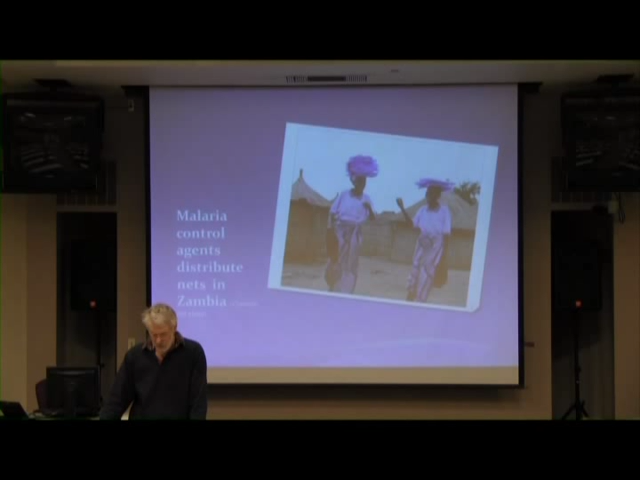 Malaria
control
agents
distribute
nets in
Zambia